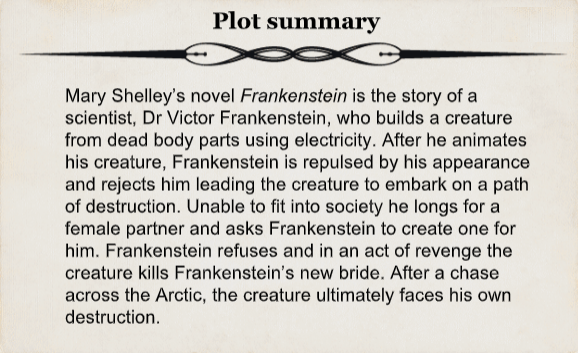 Plot summary
Mary Shelley's novel Frankenstein is the story of a
scientist, Dr Victor Frankenstein, who builds a creature
from dead body parts using electricity. After he animates
his creature, Frankenstein is repulsed by his appearance
and rejects him leading the creature to embark on a path
of destruction. Unable to fit into society he longs for a
female partner and asks Frankenstein to create one for
him. Frankenstein refuses and in an act of revenge the
creature kills Frankenstein's new bride. After a chase
across the Arctic, the creature ultimately faces his own
destruction.